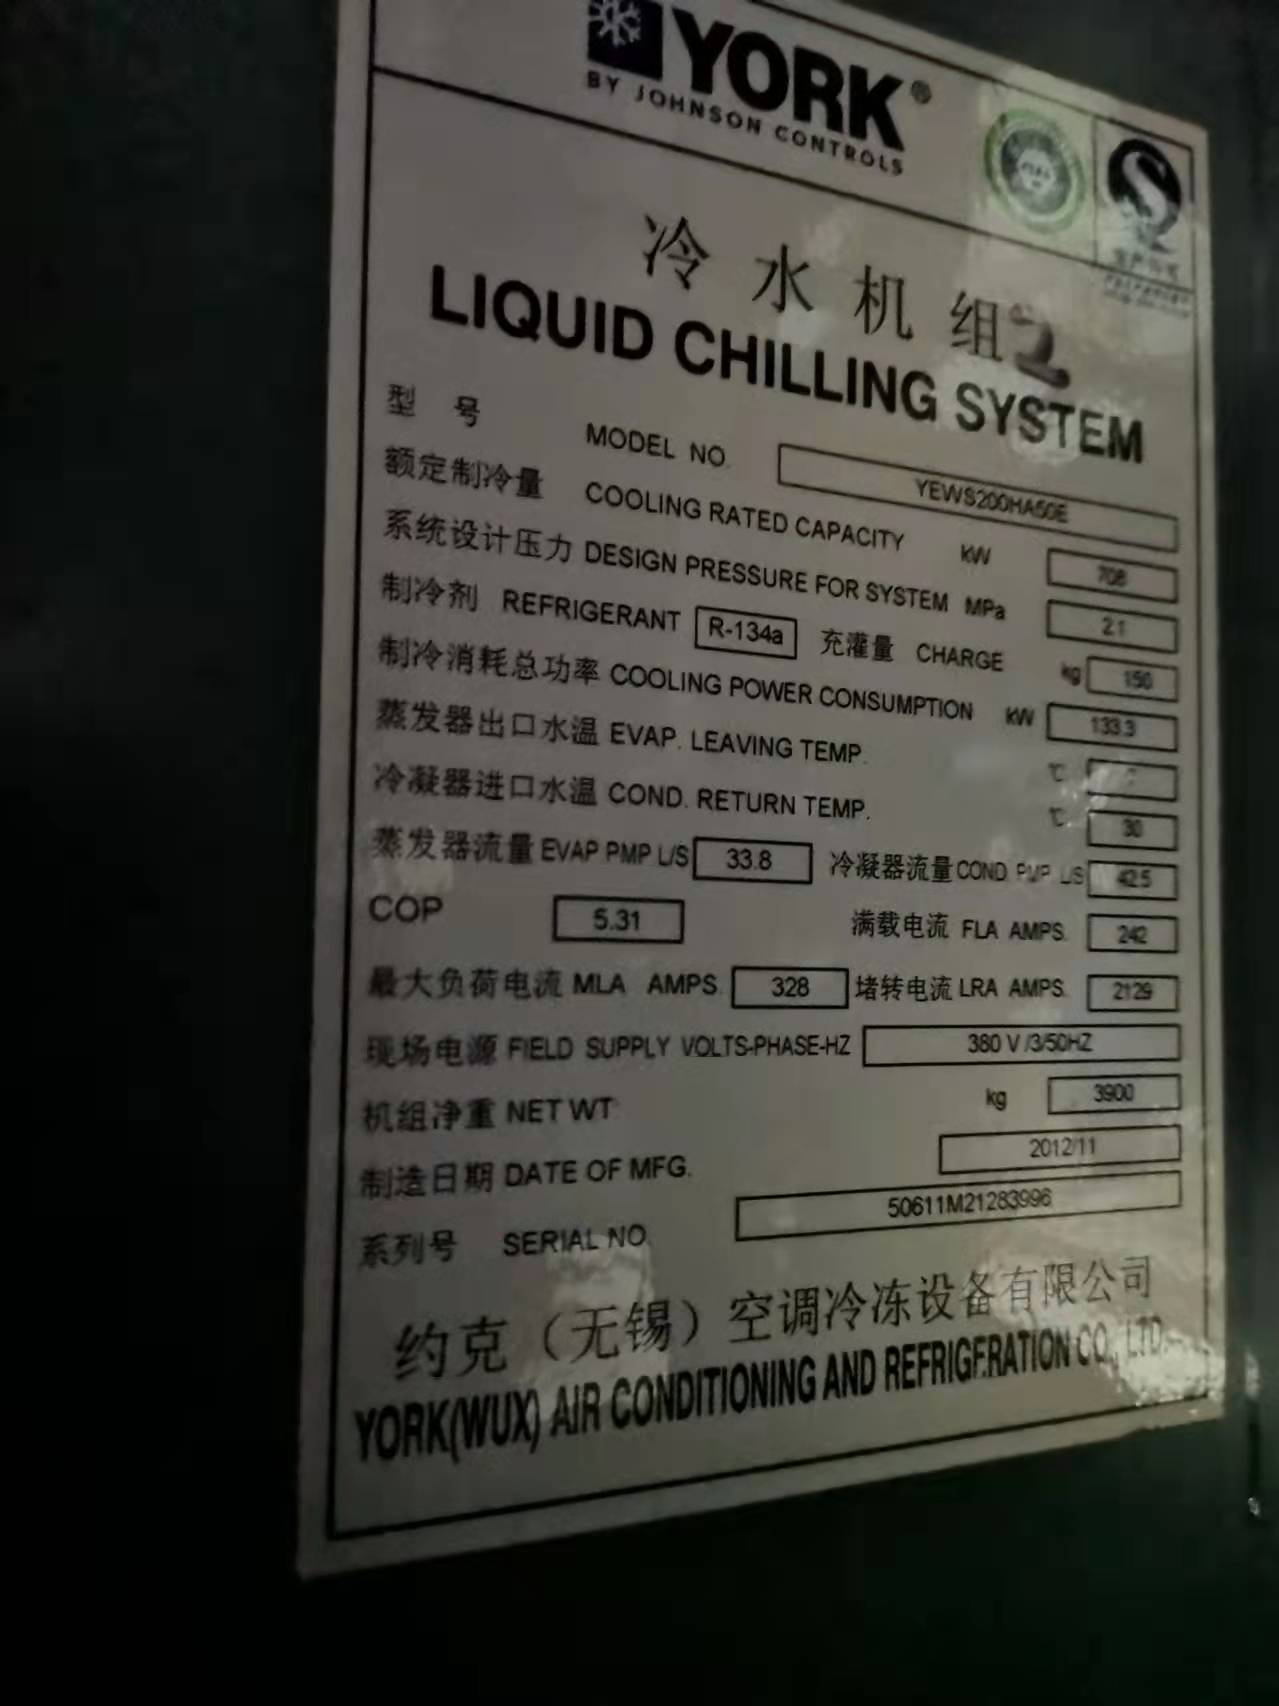 YORK®
BY JOHNSON CONTROLS
冷水机组 2
LIQUID CHILLING SYSTEM
型 号 MODEL NO. YEWS200HA50E
额定制冷量 COOLING RATED CAPACITY kW 708
系统设计压力 DESIGN PRESSURE FOR SYSTEM MPa 2.1
制冷剂 REFRIGERANT R-134a 充灌量 CHARGE kg 150
制冷消耗总功率 COOLING POWER CONSUMPTION kW 133.3
蒸发器出口水温 EVAP. LEAVING TEMP. ℃
冷凝器进口水温 COND. RETURN TEMP. ℃ 30
蒸发器流量 EVAP PMP L/S 33.8 冷凝器流量 COND PMP L/S 42.5
COP 5.31 满载电流 FLA AMPS. 242
最大负荷电流 MLA AMPS. 328 堵转电流 LRA AMPS. 2129
现场电源 FIELD SUPPLY VOLTS-PHASE-HZ 380 V /3/50HZ
机组净重 NET WT kg 3900
制造日期 DATE OF MFG. 2012/11
系列号 SERIAL NO. 50611M21283996
约克（无锡）空调冷冻设备有限公司
YORK(WUX) AIR CONDITIONING AND REFRIGERATION CO., LTD.